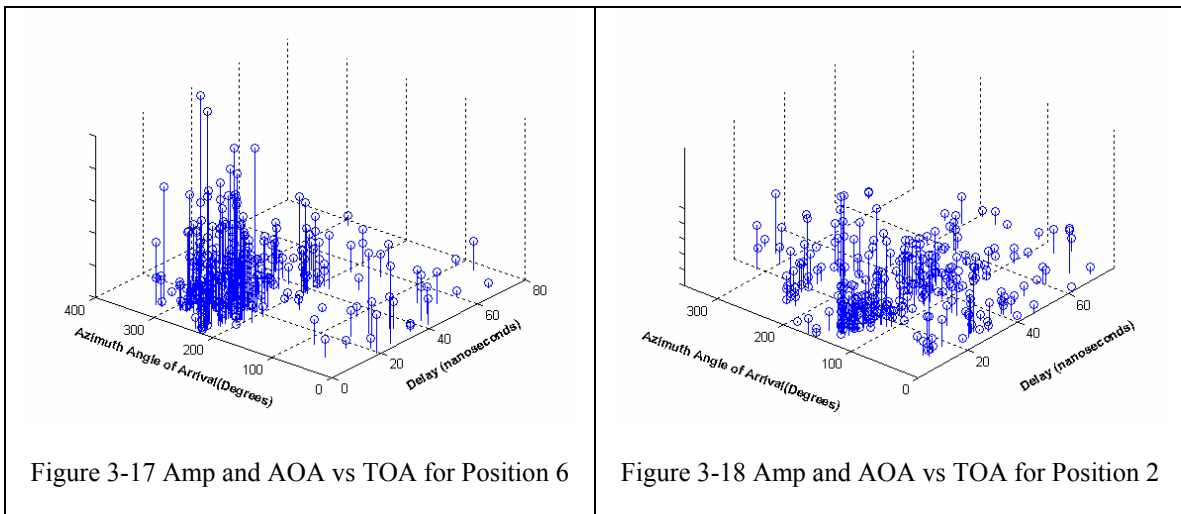 400
300
200
100
0
0
20
40
60
80
Azimuth Angle of Arrival(Degrees)
Delay (nanoseconds)
Figure 3-17 Amp and AOA vs TOA for Position 6
300
200
100
0
20
40
60
Azimuth Angle of Arrival(Degrees)
Delay (nanoseconds)
Figure 3-18 Amp and AOA vs TOA for Position 2